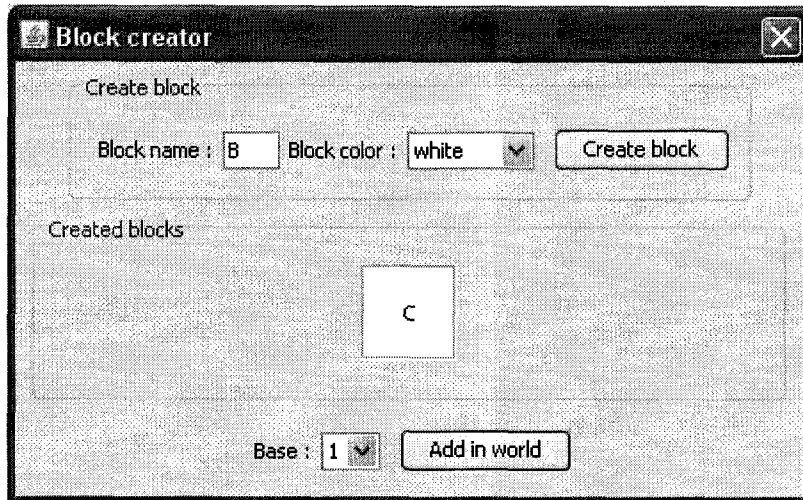 Block creator
Create block
Block name : B Block color : white Create block
Created blocks
C
Base : 1 Add in world